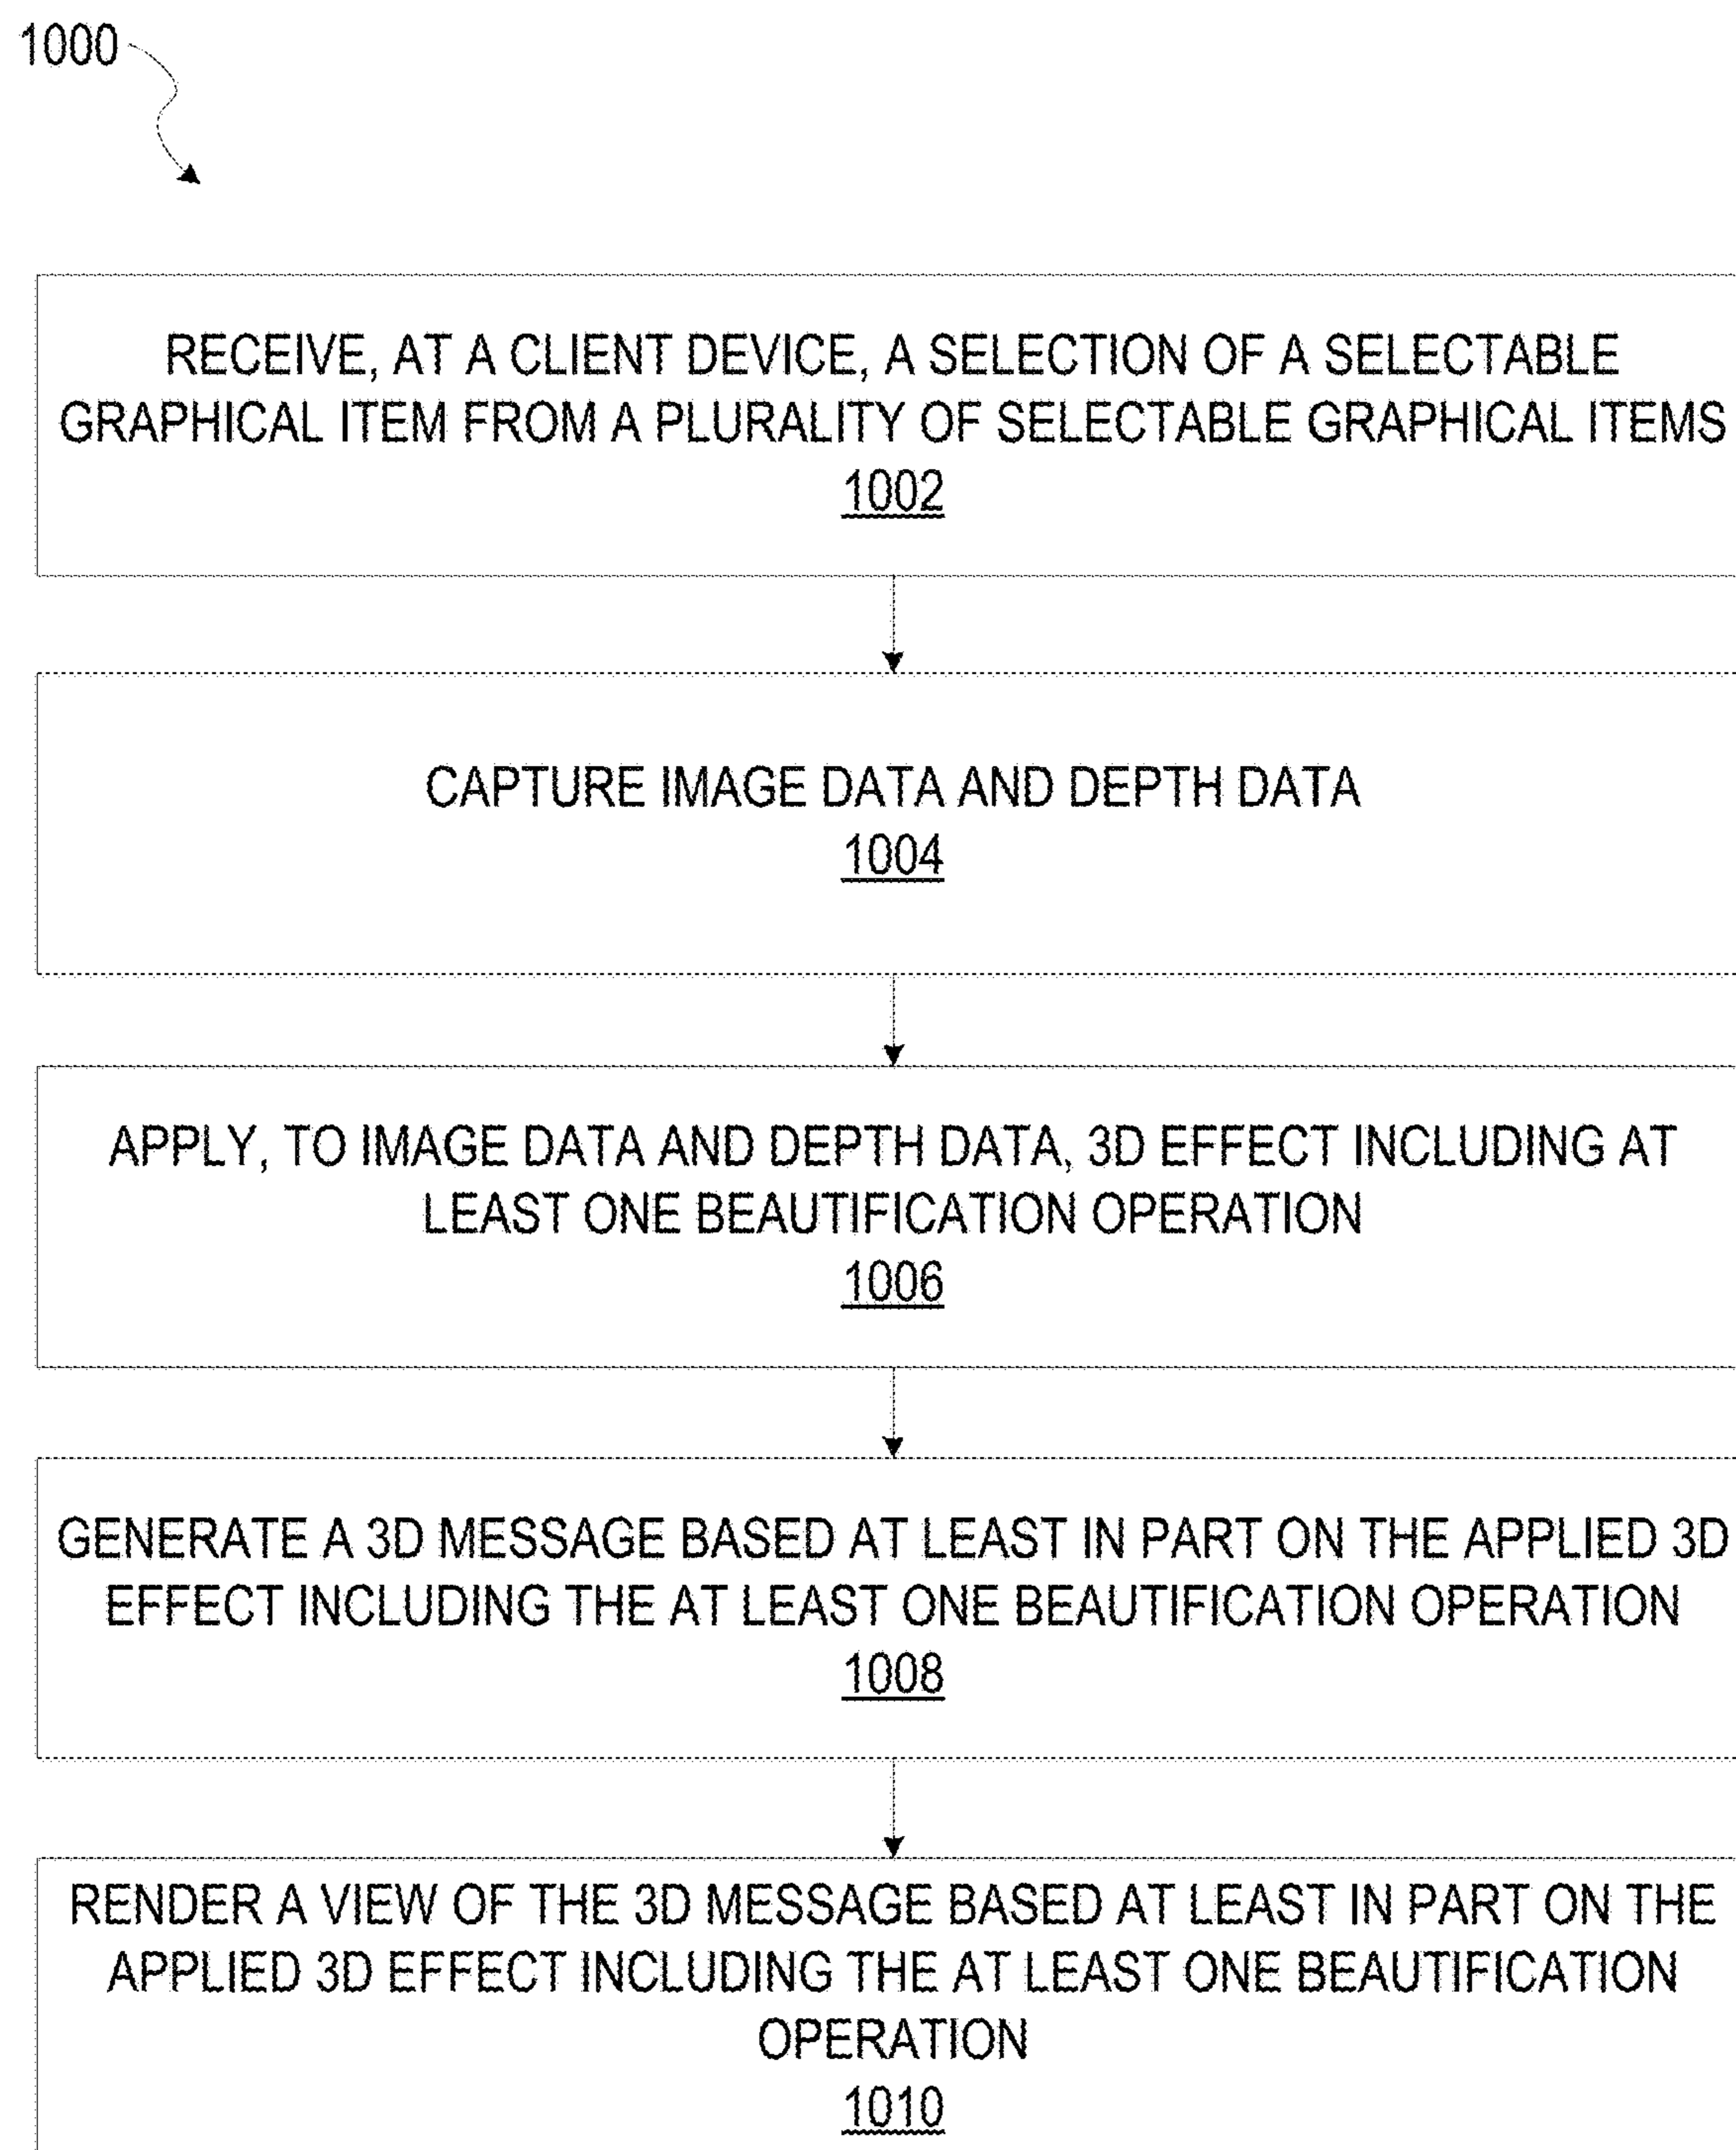 1000
RECEIVE, AT A CLIENT DEVICE, A SELECTION OF A SELECTABLE
GRAPHICAL ITEM FROM A PLURALITY OF SELECTABLE GRAPHICAL ITEMS
1002
CAPTURE IMAGE DATA AND DEPTH DATA
1004
APPLY, TO IMAGE DATA AND DEPTH DATA, 3D EFFECT INCLUDING AT
LEAST ONE BEAUTIFICATION OPERATION
1006
GENERATE A 3D MESSAGE BASED AT LEAST IN PART ON THE APPLIED 3D
EFFECT INCLUDING THE AT LEAST ONE BEAUTIFICATION OPERATION
1008
RENDER A VIEW OF THE 3D MESSAGE BASED AT LEAST IN PART ON THE
APPLIED 3D EFFECT INCLUDING THE AT LEAST ONE BEAUTIFICATION
OPERATION
1010